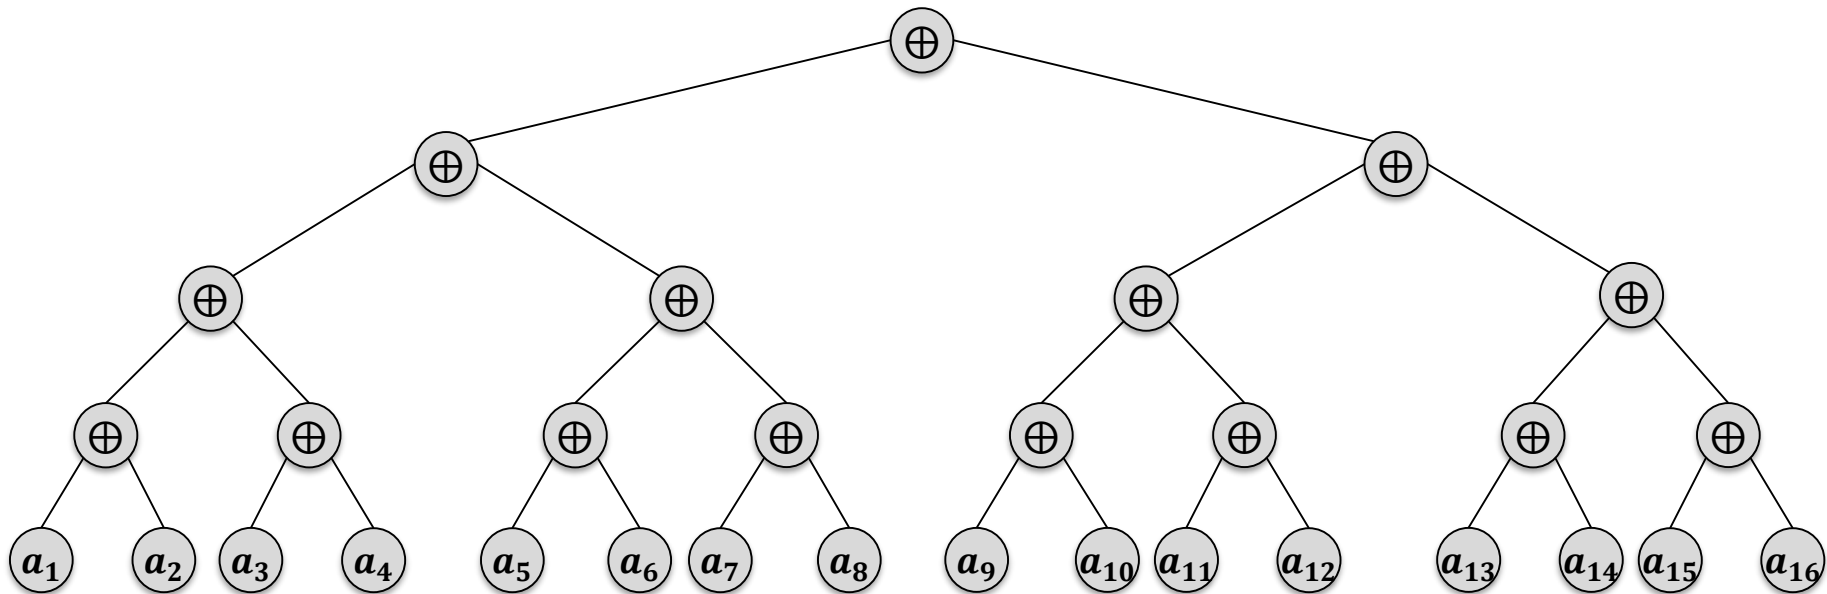 ⊕
⊕ ⊕
⊕ ⊕ ⊕ ⊕
⊕ ⊕ ⊕ ⊕ ⊕ ⊕ ⊕ ⊕
a₁ a₂ a₃ a₄ a₅ a₆ a₇ a₈ a₉ a₁₀ a₁₁ a₁₂ a₁₃ a₁₄ a₁₅ a₁₆